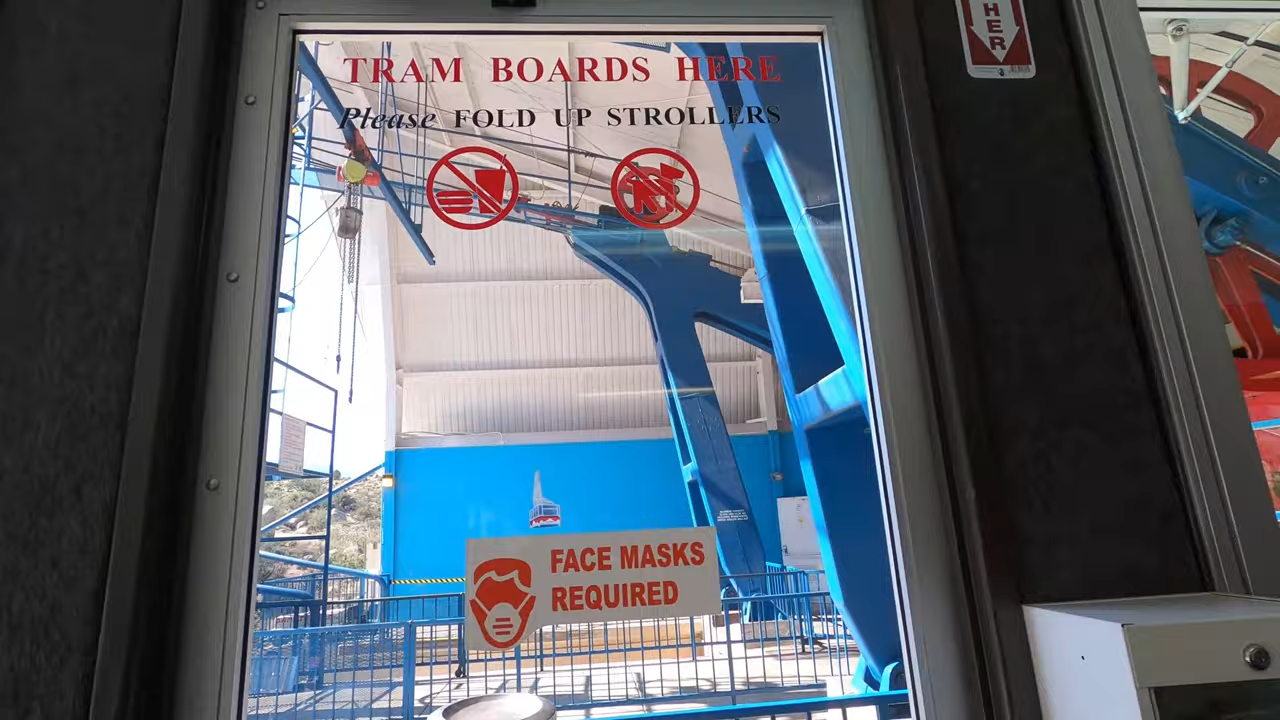 HER
TRAM BOARDS HERE
Please FOLD UP STROLLERS
FACE MASKS
REQUIRED